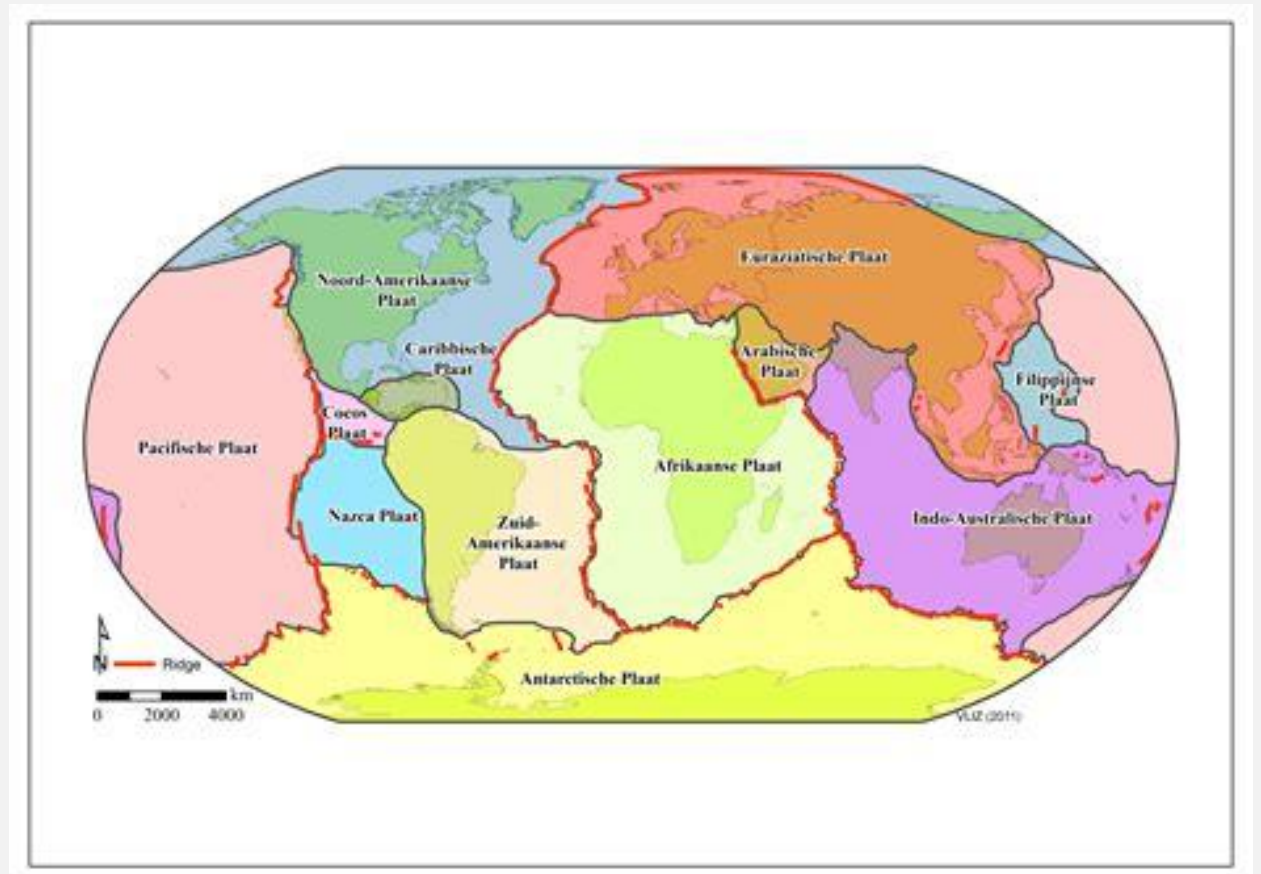 Noord-Amerikaanse
Plaat
Euraziatische Plaat
Caribbische
Plaat
Arabische
Plaat
Filippijnse
Plaat
Cocos
Plaat
Pacifische Plaat
Afrikaanse Plaat
Nazca Plaat
Zuid-
Amerikaanse
Plaat
Indo-Australische Plaat
Antarctische Plaat
N
Ridge
km
0 2000 4000
VLIZ (2011)